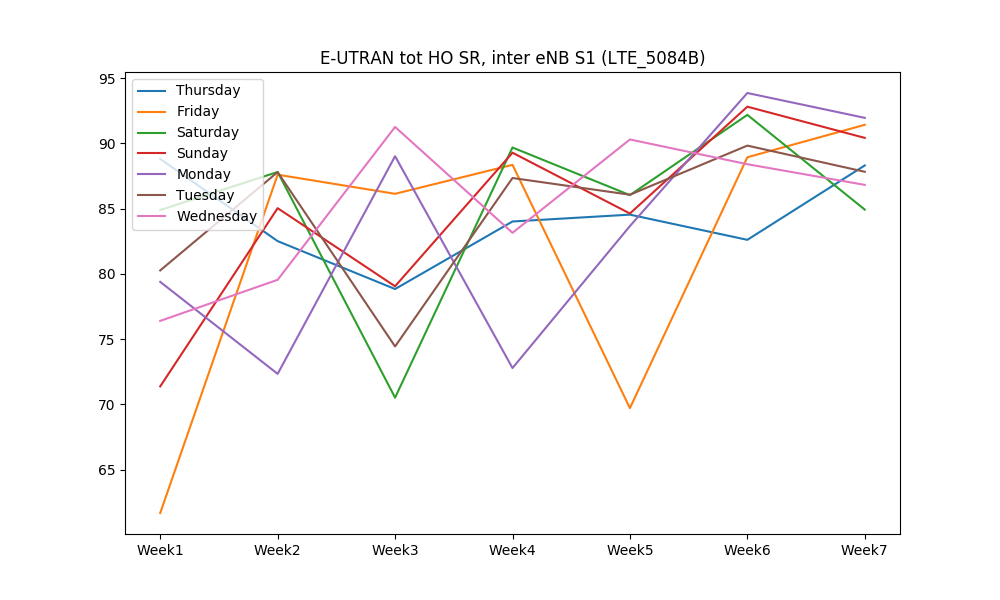 E-UTRAN tot HO SR, inter eNB S1 (LTE_5084B)
95
90
85
80
75
70
65
Thursday
Friday
Saturday
Sunday
Monday
Tuesday
Wednesday
Week1 Week2 Week3 Week4 Week5 Week6 Week7